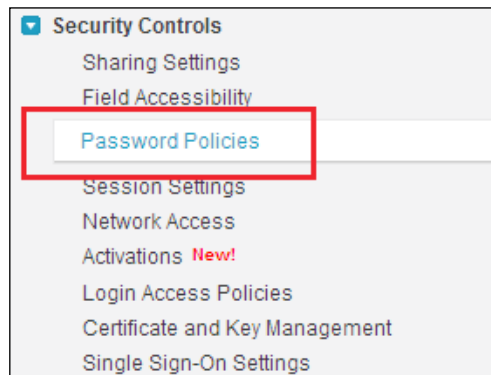 Security Controls
Sharing Settings
Field Accessibility
Password Policies
Session Settings
Network Access
Activations New!
Login Access Policies
Certificate and Key Management
Single Sign-On Settings